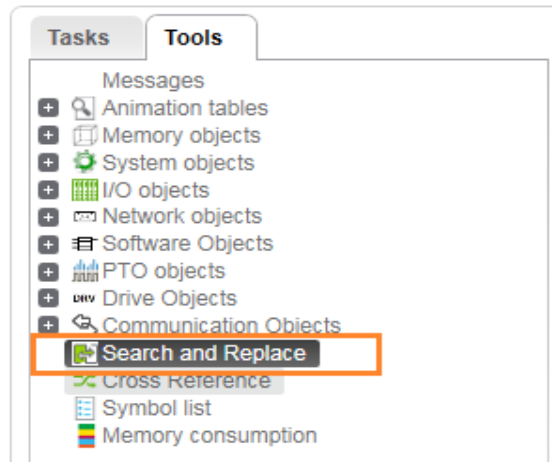 Tasks Tools
Messages
Animation tables
Memory objects
System objects
I/O objects
Network objects
Software Objects
PTO objects
DRV Drive Objects
Communication Objects
Search and Replace
Cross Reference
Symbol list
Memory consumption